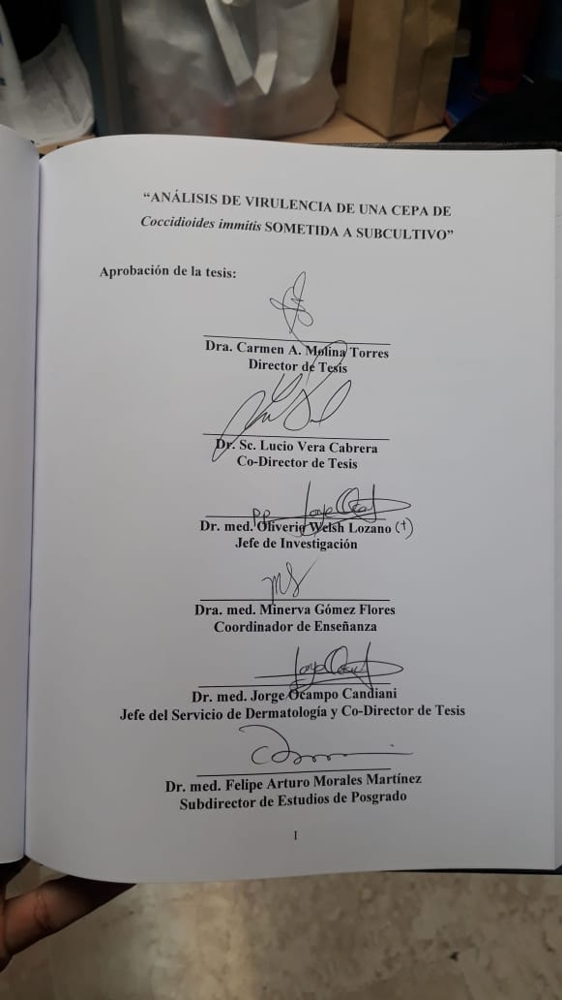 “ANÁLISIS DE VIRULENCIA DE UNA CEPA DE
Coccidioides immitis SOMETIDA A SUBCULTIVO”
Aprobación de la tesis:
Dra. Carmen A. Molina Torres
Director de Tesis
Dr. Sc. Lucio Vera Cabrera
Co-Director de Tesis
P.P.
Dr. med. Oliverio Welsh Lozano (†)
Jefe de Investigación
Dra. med. Minerva Gómez Flores
Coordinador de Enseñanza
Dr. med. Jorge Ocampo Candiani
Jefe del Servicio de Dermatología y Co-Director de Tesis
Dr. med. Felipe Arturo Morales Martínez
Subdirector de Estudios de Posgrado
I